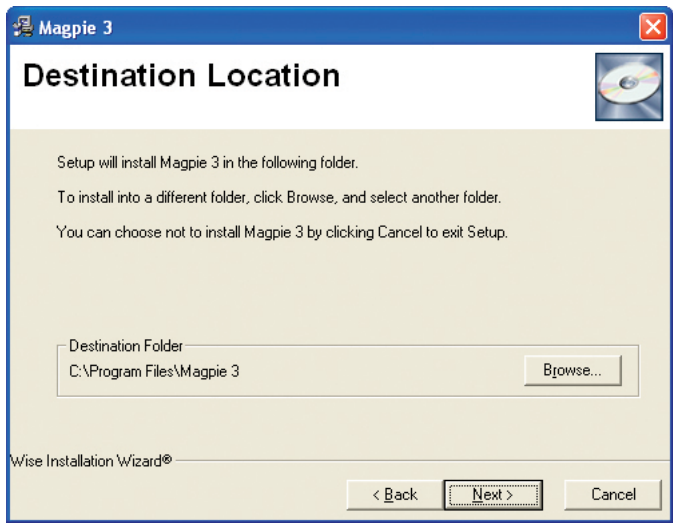 Magpie 3
Destination Location
Setup will install Magpie 3 in the following folder.
To install into a different folder, click Browse, and select another folder.
You can choose not to install Magpie 3 by clicking Cancel to exit Setup.
Destination Folder
C:\Program Files\Magpie 3
Browse...
Wise Installation Wizard®
< Back
Next >
Cancel